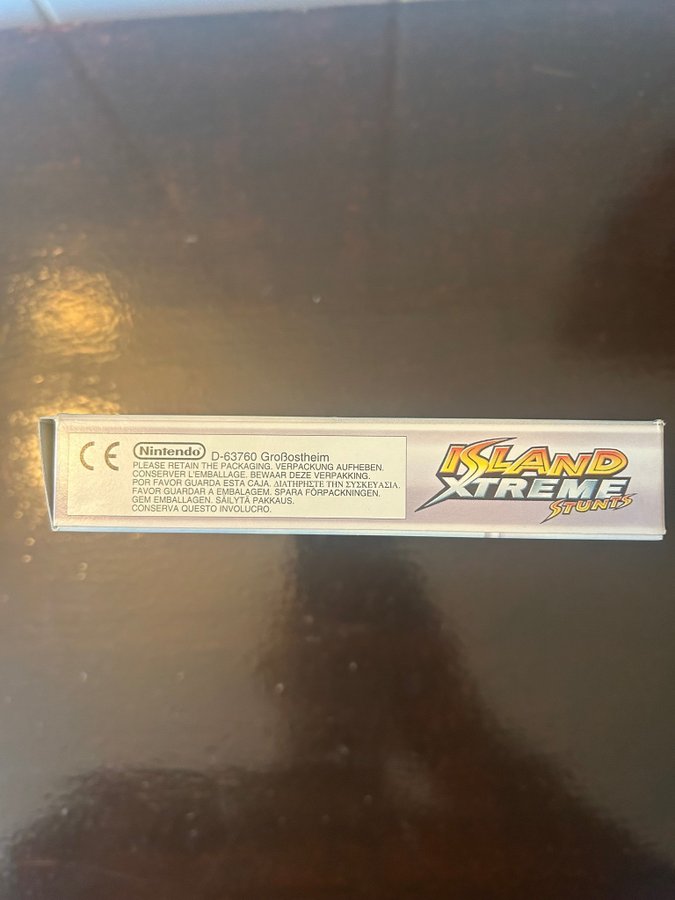 CE
Nintendo D-63760 Großostheim
PLEASE RETAIN THE PACKAGING. VERPACKUNG AUFHEBEN.
CONSERVER L'EMBALLAGE. BEWAAR DEZE VERPAKKING.
POR FAVOR GUARDA ESTA CAJA. ΔΙΑΤΗΡΗΣΤΕ ΤΗΝ ΣΥΣΚΕΥΑΣΙΑ.
FAVOR GUARDAR A EMBALAGEM. SPARA FÖRPACKNINGEN.
GEM EMBALLAGEN. SÄILYTÄ PAKKAUS.
CONSERVA QUESTO INVOLUCRO.
ISLAND
XTREME
STUNTS